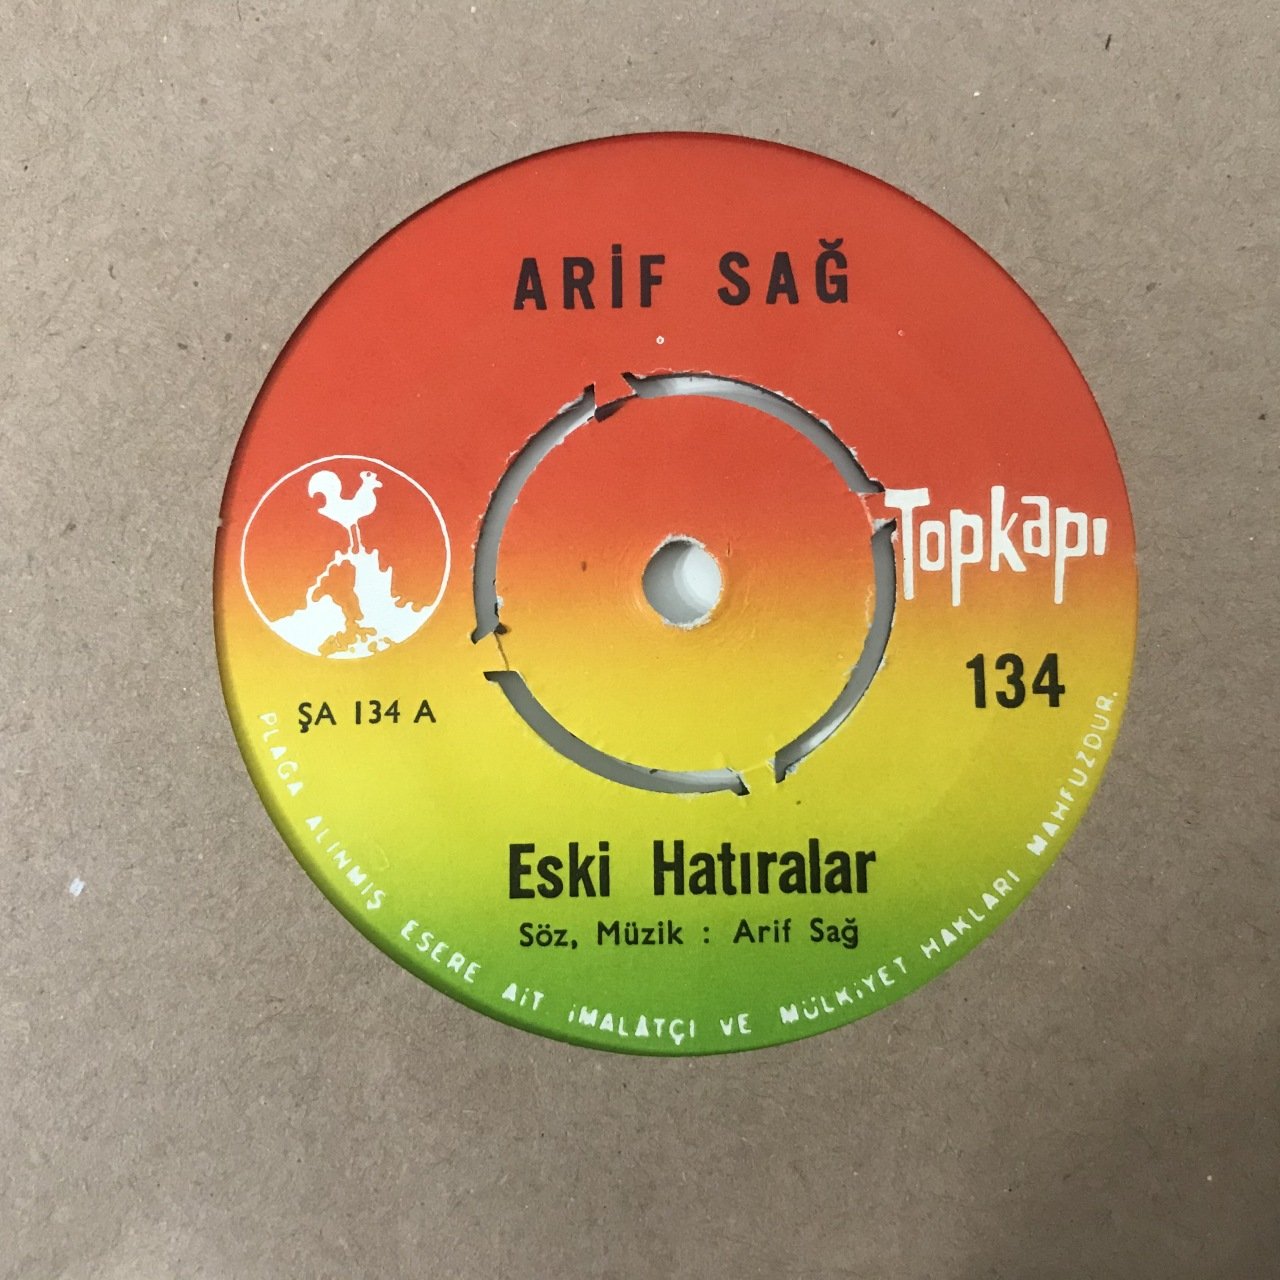 ARİF SAĞ
Topkapı
134
ŞA 134 A
Eski Hatıralar
Söz, Müzik : Arif Sağ
PLAĞA ALINMIŞ ESERE AİT İMALATÇI VE MÜLKİYET HAKLARI MAHFUZDUR.